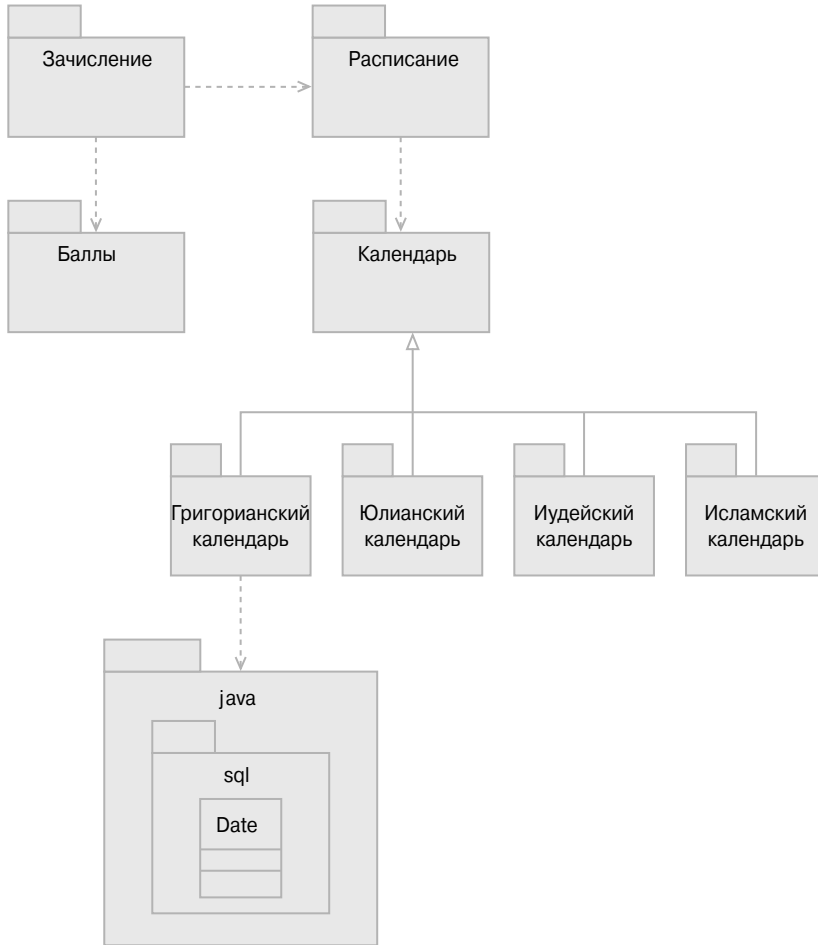 Зачисление
Расписание
Баллы
Календарь
Григорианский
календарь
Юлианский
календарь
Иудейский
календарь
Исламский
календарь
java
sql
Date